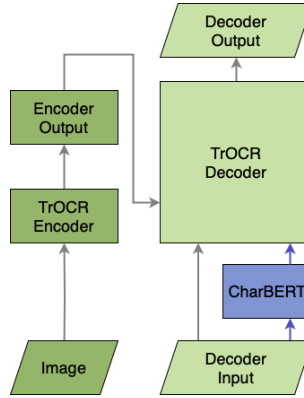 Decoder
Output
Encoder
Output
TrOCR
Decoder
TrOCR
Encoder
CharBERT
Image
Decoder
Input